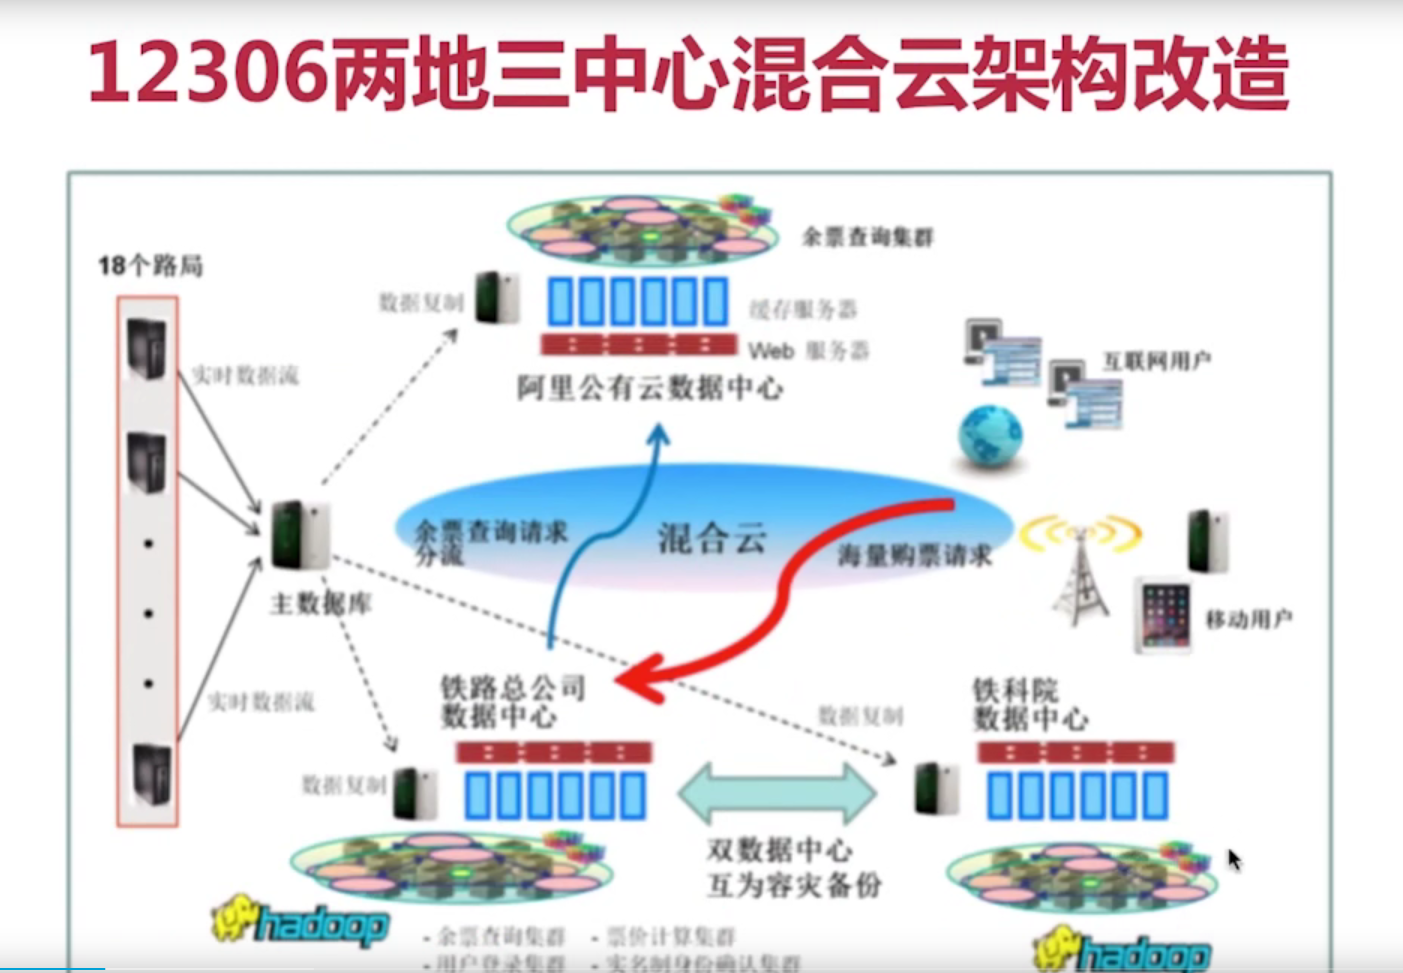 12306两地三中心混合云架构改造
余票查询集群
18个路局
数据复制
缓存服务器
Web 服务器
实时数据流
阿里公有云数据中心
互联网用户
余票查询请求
分流
混合云
海量购票请求
主数据库
移动用户
实时数据流
铁路总公司
数据中心
铁科院
数据中心
数据复制
数据复制
双数据中心
互为容灾备份
hadoop
- 余票查询集群
- 票价计算集群
- 用户登录集群
- 实名制身份确认集群
hadoop